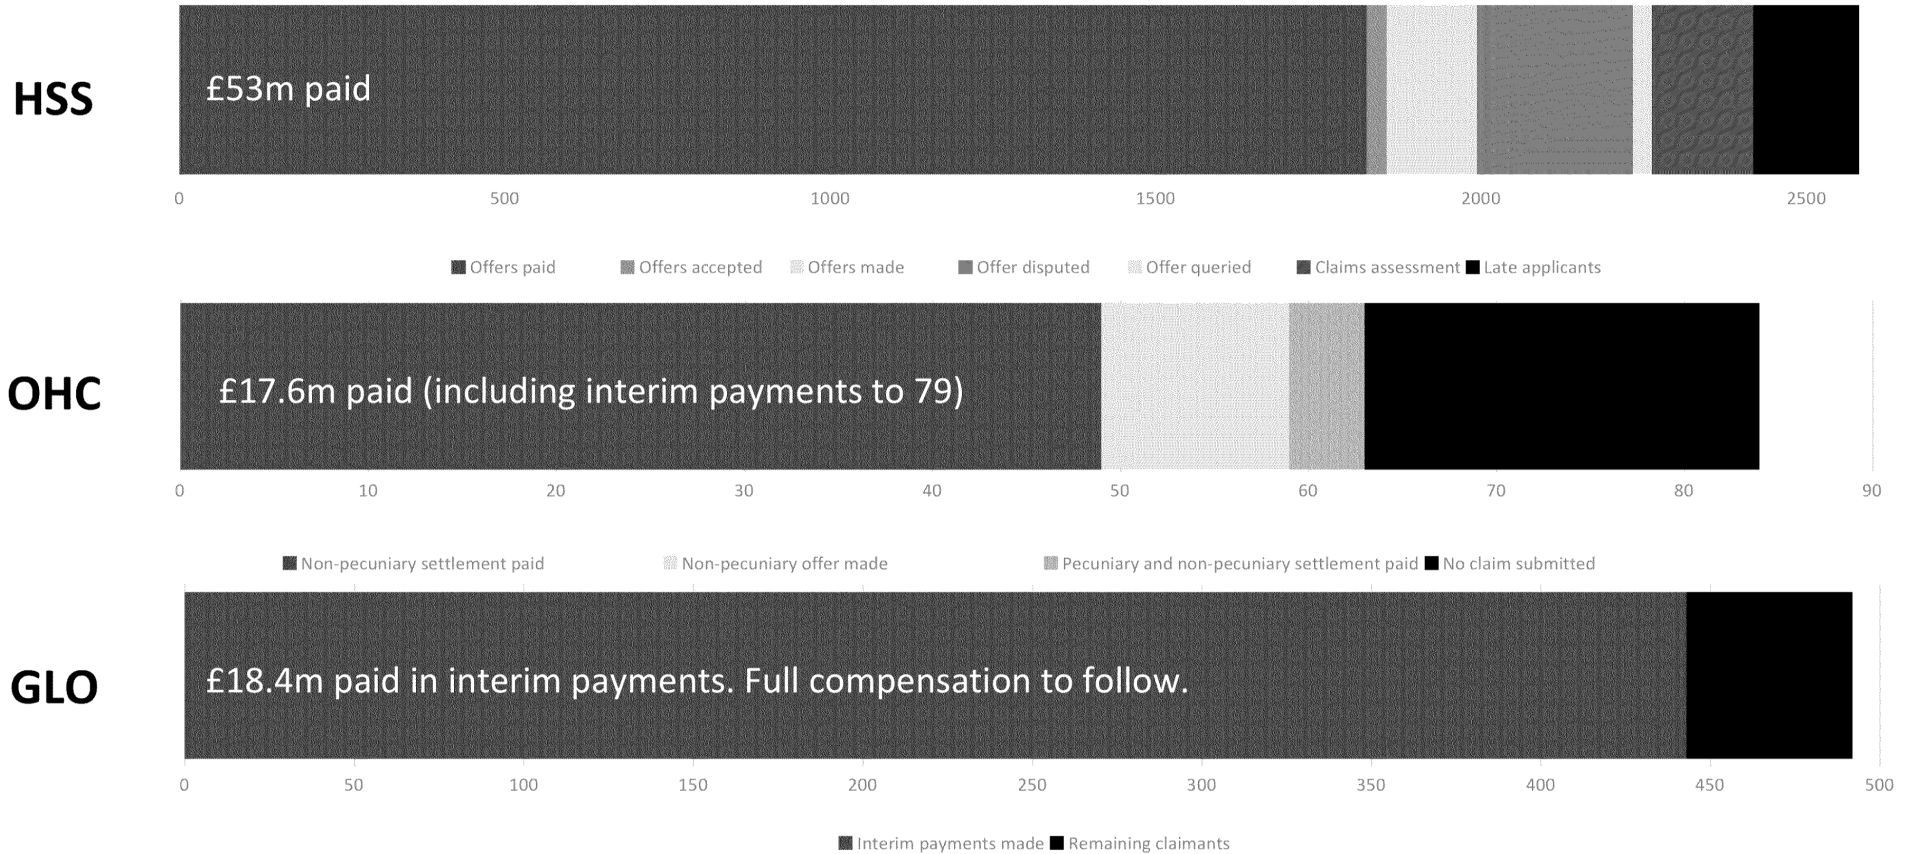 HSS
£53m paid
0 500 1000 1500 2000 2500
Offers paid Offers accepted Offers made Offer disputed Offer queried Claims assessment Late applicants
OHC
£17.6m paid (including interim payments to 79)
0 10 20 30 40 50 60 70 80 90
Non-pecuniary settlement paid Non-pecuniary offer made Pecuniary and non-pecuniary settlement paid No claim submitted
GLO
£18.4m paid in interim payments. Full compensation to follow.
0 50 100 150 200 250 300 350 400 450 500
Interim payments made Remaining claimants